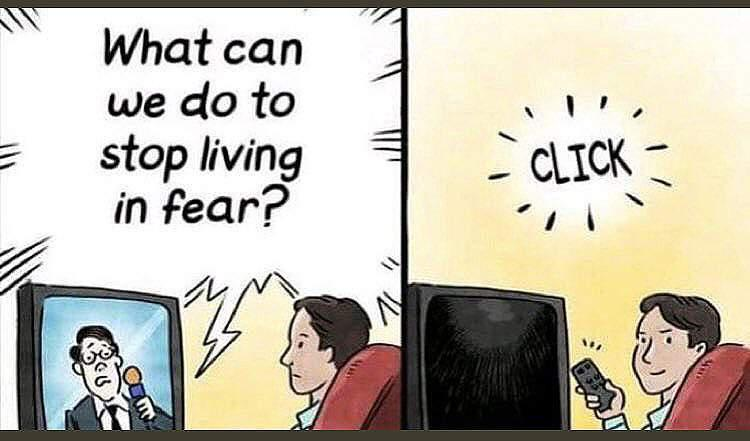 What can
we do to
stop living
in fear?
CLICK